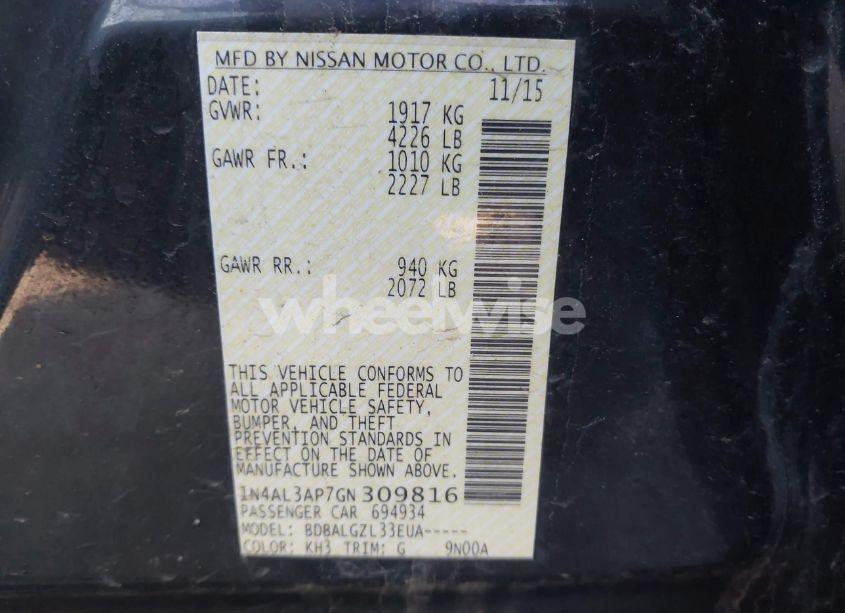 MFD BY NISSAN MOTOR CO., LTD.
DATE: 11/15
GVWR: 1917 KG
4226 LB
GAWR FR.: 1010 KG
2227 LB
GAWR RR.: 940 KG
2072 LB
wheelwise
THIS VEHICLE CONFORMS TO
ALL APPLICABLE FEDERAL
MOTOR VEHICLE SAFETY,
BUMPER, AND THEFT
PREVENTION STANDARDS IN
EFFECT ON THE DATE OF
MANUFACTURE SHOWN ABOVE.
1N4AL3AP7GN309816
PASSENGER CAR 694934
MODEL: BDBALGZL33EUA-----
COLOR: KH3 TRIM: G 9N00A